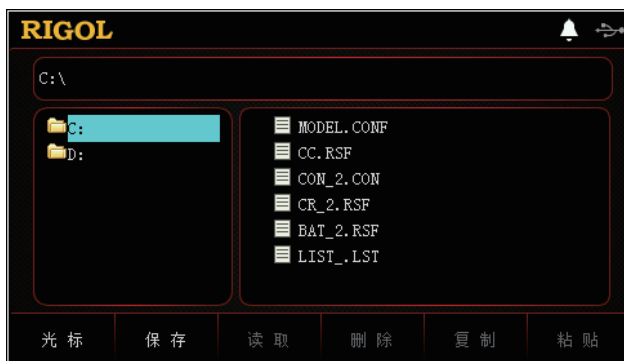 RIGOL
C:\
C:
D:
MODEL.CONF
CC.RSF
CON_2.CON
CR_2.RSF
BAT_2.RSF
LIST_.LST
光标 保存 读取 删除 复制 粘贴